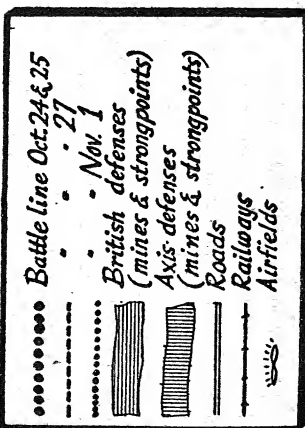 Battle line Oct. 24 & 25
" " " 27
" " Nov. 1
British defenses
(mines & strongpoints)
Axis defenses
(mines & strongpoints)
Roads
Railways
Airfields